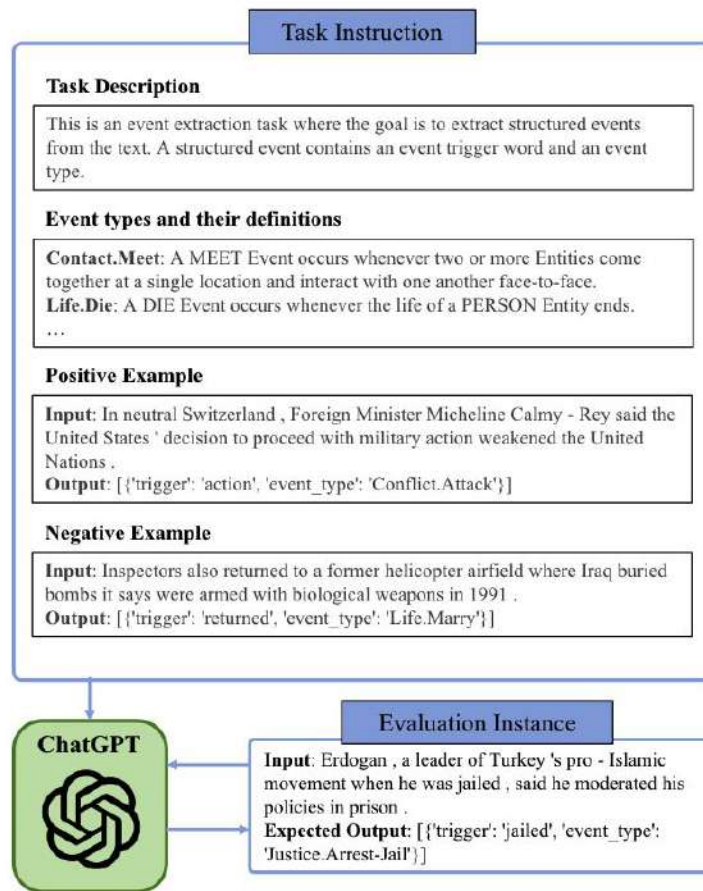 Task Instruction
Task Description
This is an event extraction task where the goal is to extract structured events
from the text. A structured event contains an event trigger word and an event
type.
Event types and their definitions
Contact.Meet: A MEET Event occurs whenever two or more Entities come
together at a single location and interact with one another face-to-face.
Life.Die: A DIE Event occurs whenever the life of a PERSON Entity ends.
...
Positive Example
Input: In neutral Switzerland , Foreign Minister Micheline Calmy - Rey said the
United States ' decision to proceed with military action weakened the United
Nations .
Output: [{'trigger': 'action', 'event_type': 'Conflict.Attack'}]
Negative Example
Input: Inspectors also returned to a former helicopter airfield where Iraq buried
bombs it says were armed with biological weapons in 1991 .
Output: [{'trigger': 'returned', 'event_type': 'Life.Marry'}]
ChatGPT
Evaluation Instance
Input: Erdogan , a leader of Turkey 's pro - Islamic
movement when he was jailed , said he moderated his
policies in prison .
Expected Output: [{'trigger': 'jailed', 'event_type':
'Justice.Arrest-Jail'}]